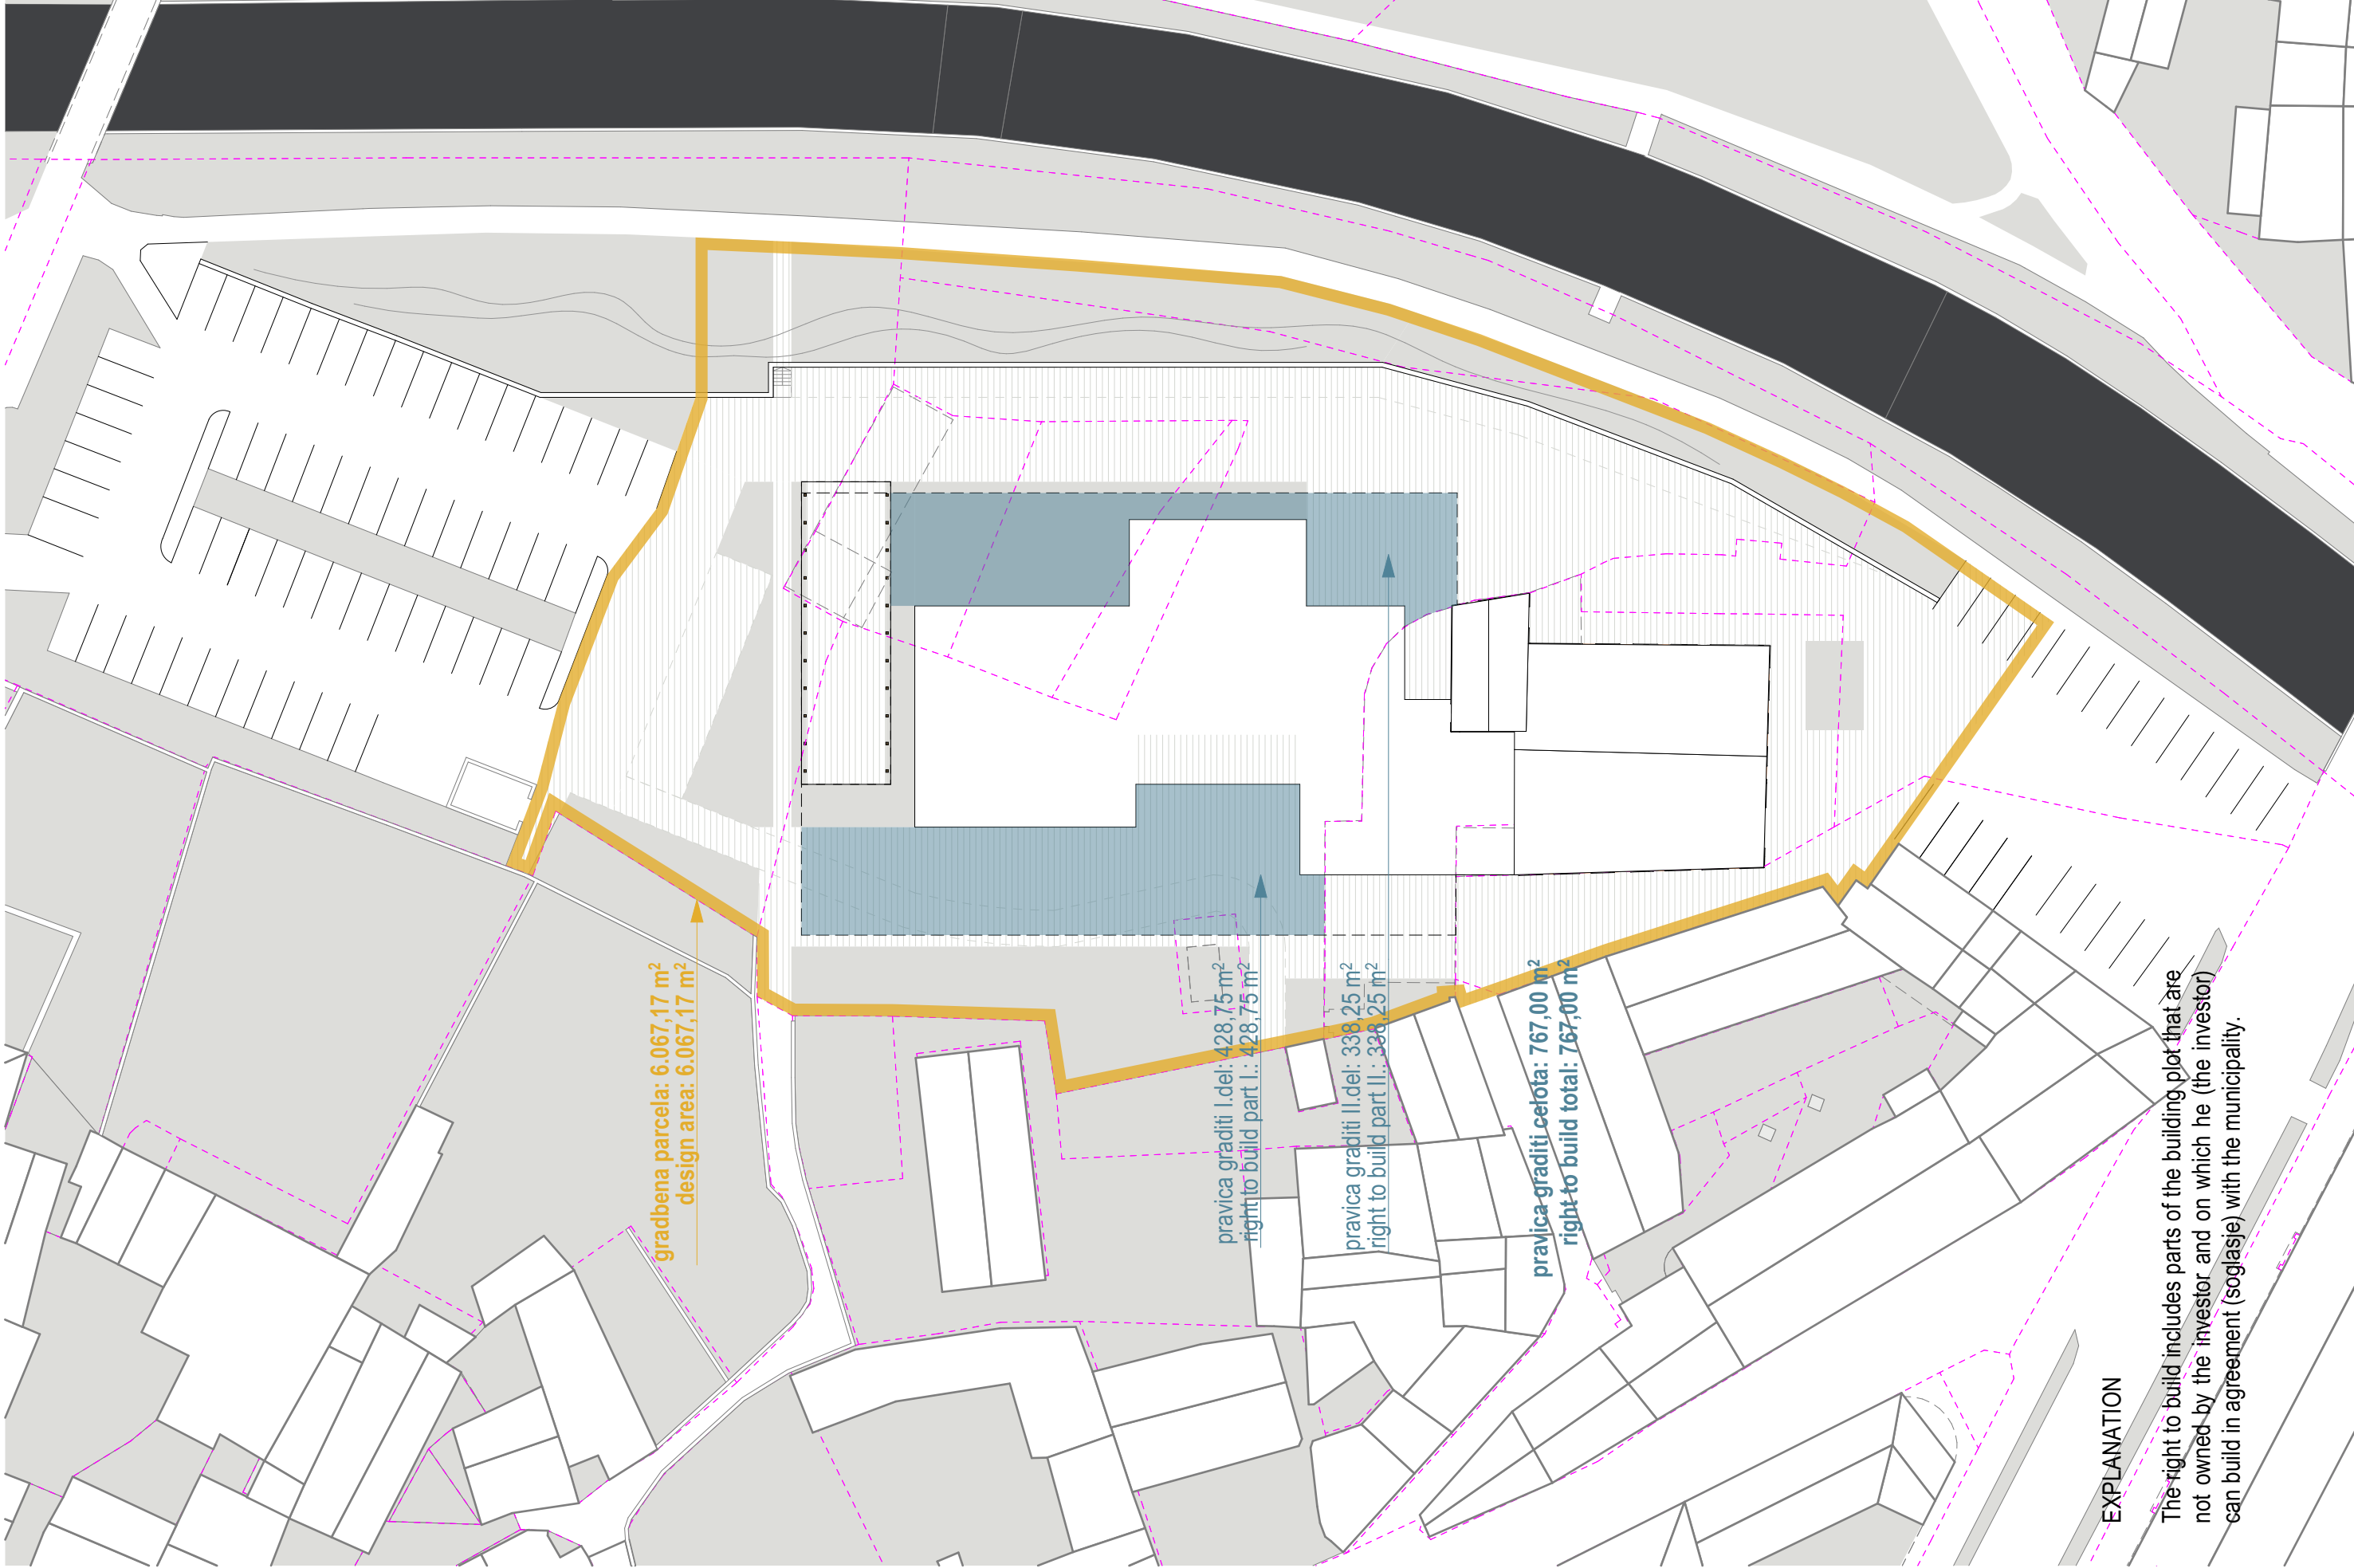 gradbena parcela: 6.067,17 m²
design area: 6.067,17 m²
pravica graditi I.del: 428,75 m²
right to build part I.: 428,75 m²
pravica graditi II.del: 338,25 m²
right to build part II.: 338,25 m²
pravica graditi celota: 767,00 m²
right to build total: 767,00 m²
EXPLANATION
The right to build includes parts of the building plot that are
not owned by the investor and on which he (the investor)
can build in agreement (soglasje) with the municipality.